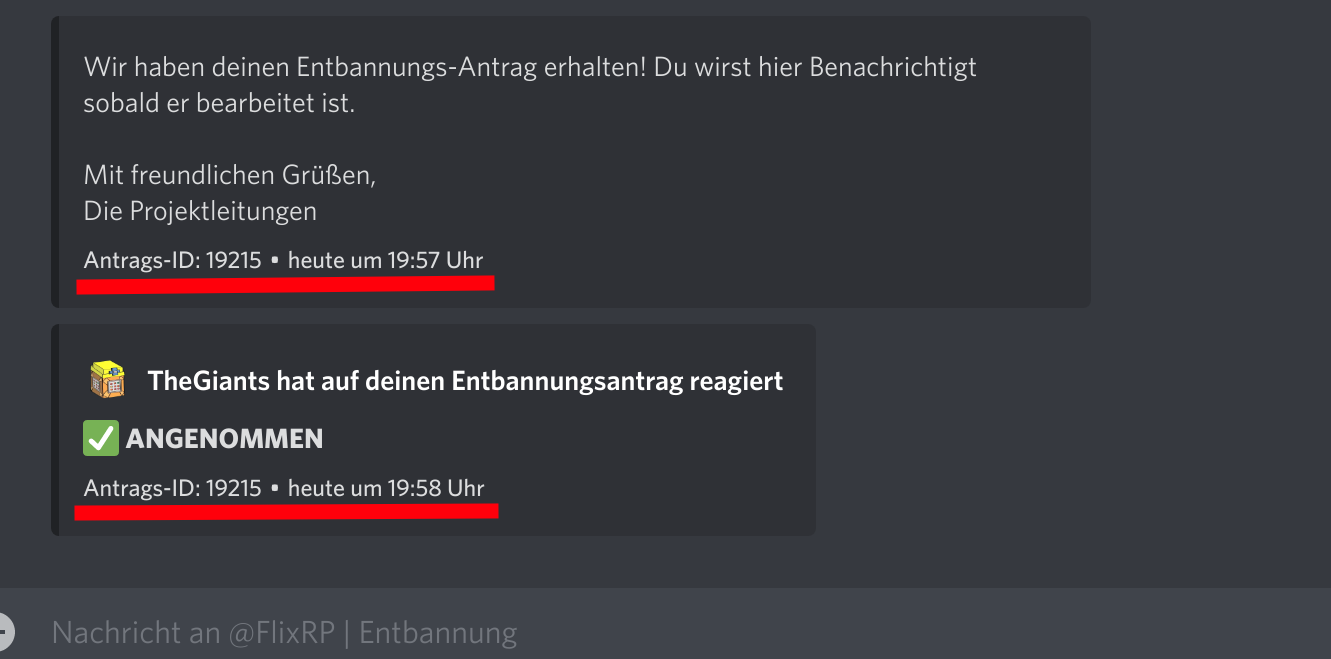 Wir haben deinen Entbannungs-Antrag erhalten! Du wirst hier Benachrichtigt
sobald er bearbeitet ist.
Mit freundlichen Grüßen,
Die Projektleitungen
Antrags-ID: 19215 • heute um 19:57 Uhr
TheGiants hat auf deinen Entbannungsantrag reagiert
✅ ANGENOMMEN
Antrags-ID: 19215 • heute um 19:58 Uhr
Nachricht an @FlixRP | Entbannung